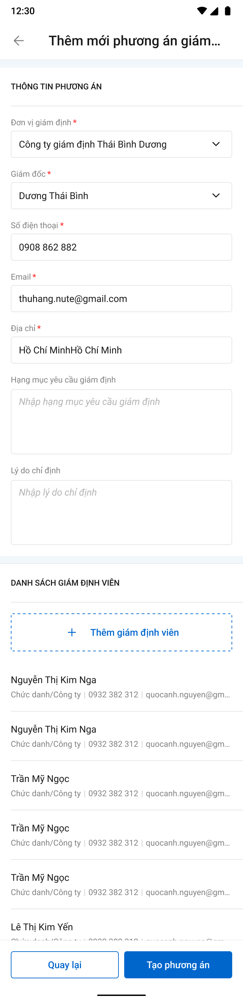 12:30
Thêm mới phương án giám...
THÔNG TIN PHƯƠNG ÁN
Đơn vị giám định *
Công ty giám định Thái Bình Dương
Giám đốc *
Dương Thái Bình
Số điện thoại *
0908 862 882
Email *
thuhang.nute@gmail.com
Địa chỉ *
Hồ Chí MinhHồ Chí Minh
Hạng mục yêu cầu giám định
Nhập hạng mục yêu cầu giám định
Lý do chỉ định
Nhập lý do chỉ định
DANH SÁCH GIÁM ĐỊNH VIÊN
+ Thêm giám định viên
Nguyễn Thị Kim Nga
Chức danh/Công ty | 0932 382 312 | quocanh.nguyen@gm...
Nguyễn Thị Kim Nga
Chức danh/Công ty | 0932 382 312 | quocanh.nguyen@gm...
Trần Mỹ Ngọc
Chức danh/Công ty | 0932 382 312 | quocanh.nguyen@gm...
Trần Mỹ Ngọc
Chức danh/Công ty | 0932 382 312 | quocanh.nguyen@gm...
Trần Mỹ Ngọc
Chức danh/Công ty | 0932 382 312 | quocanh.nguyen@gm...
Lê Thị Kim Yến
Quay lại
Tạo phương án